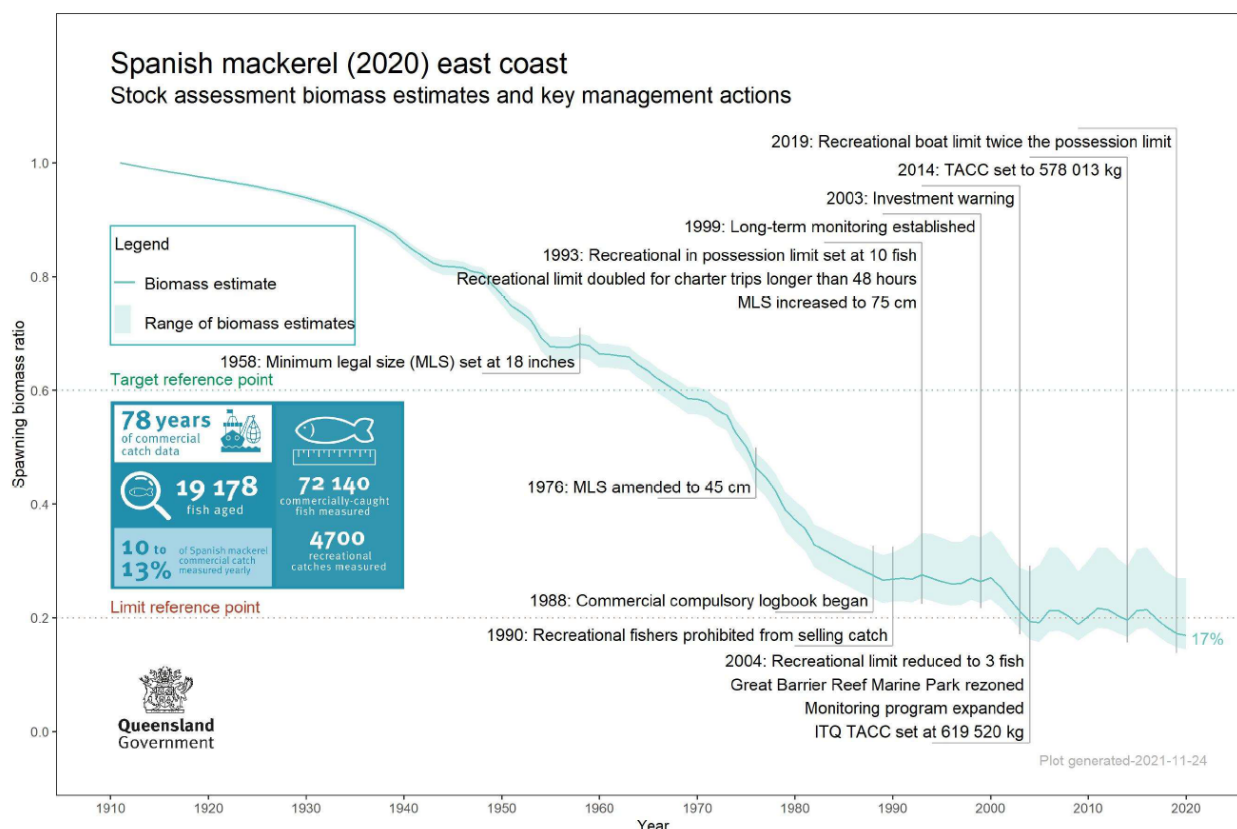 Spanish mackerel (2020) east coast
Stock assessment biomass estimates and key management actions
2019: Recreational boat limit twice the possession limit
2014: TACC set to 578 013 kg
2003: Investment warning
1999: Long-term monitoring established
1993: Recreational in possession limit set at 10 fish
Recreational limit doubled for charter trips longer than 48 hours
MLS increased to 75 cm
Legend
Biomass estimate
Range of biomass estimates
1958: Minimum legal size (MLS) set at 18 inches
Target reference point
78 years
of commercial
catch data
19 178
fish aged
10 to
13%
of Spanish mackerel
commercial catch
measured yearly
72 140
commercially-caught
fish measured
4700
recreational
catches measured
1976: MLS amended to 45 cm
Limit reference point
1988: Commercial compulsory logbook began
1990: Recreational fishers prohibited from selling catch
2004: Recreational limit reduced to 3 fish
Great Barrier Reef Marine Park rezoned
Monitoring program expanded
ITQ TACC set at 619 520 kg
17%
Queensland
Government
Plot generated-2021-11-24
Spawning biomass ratio
1.0
0.8
0.6
0.4
0.2
0.0
1910 1920 1930 1940 1950 1960 1970 1980 1990 2000 2010 2020
Year